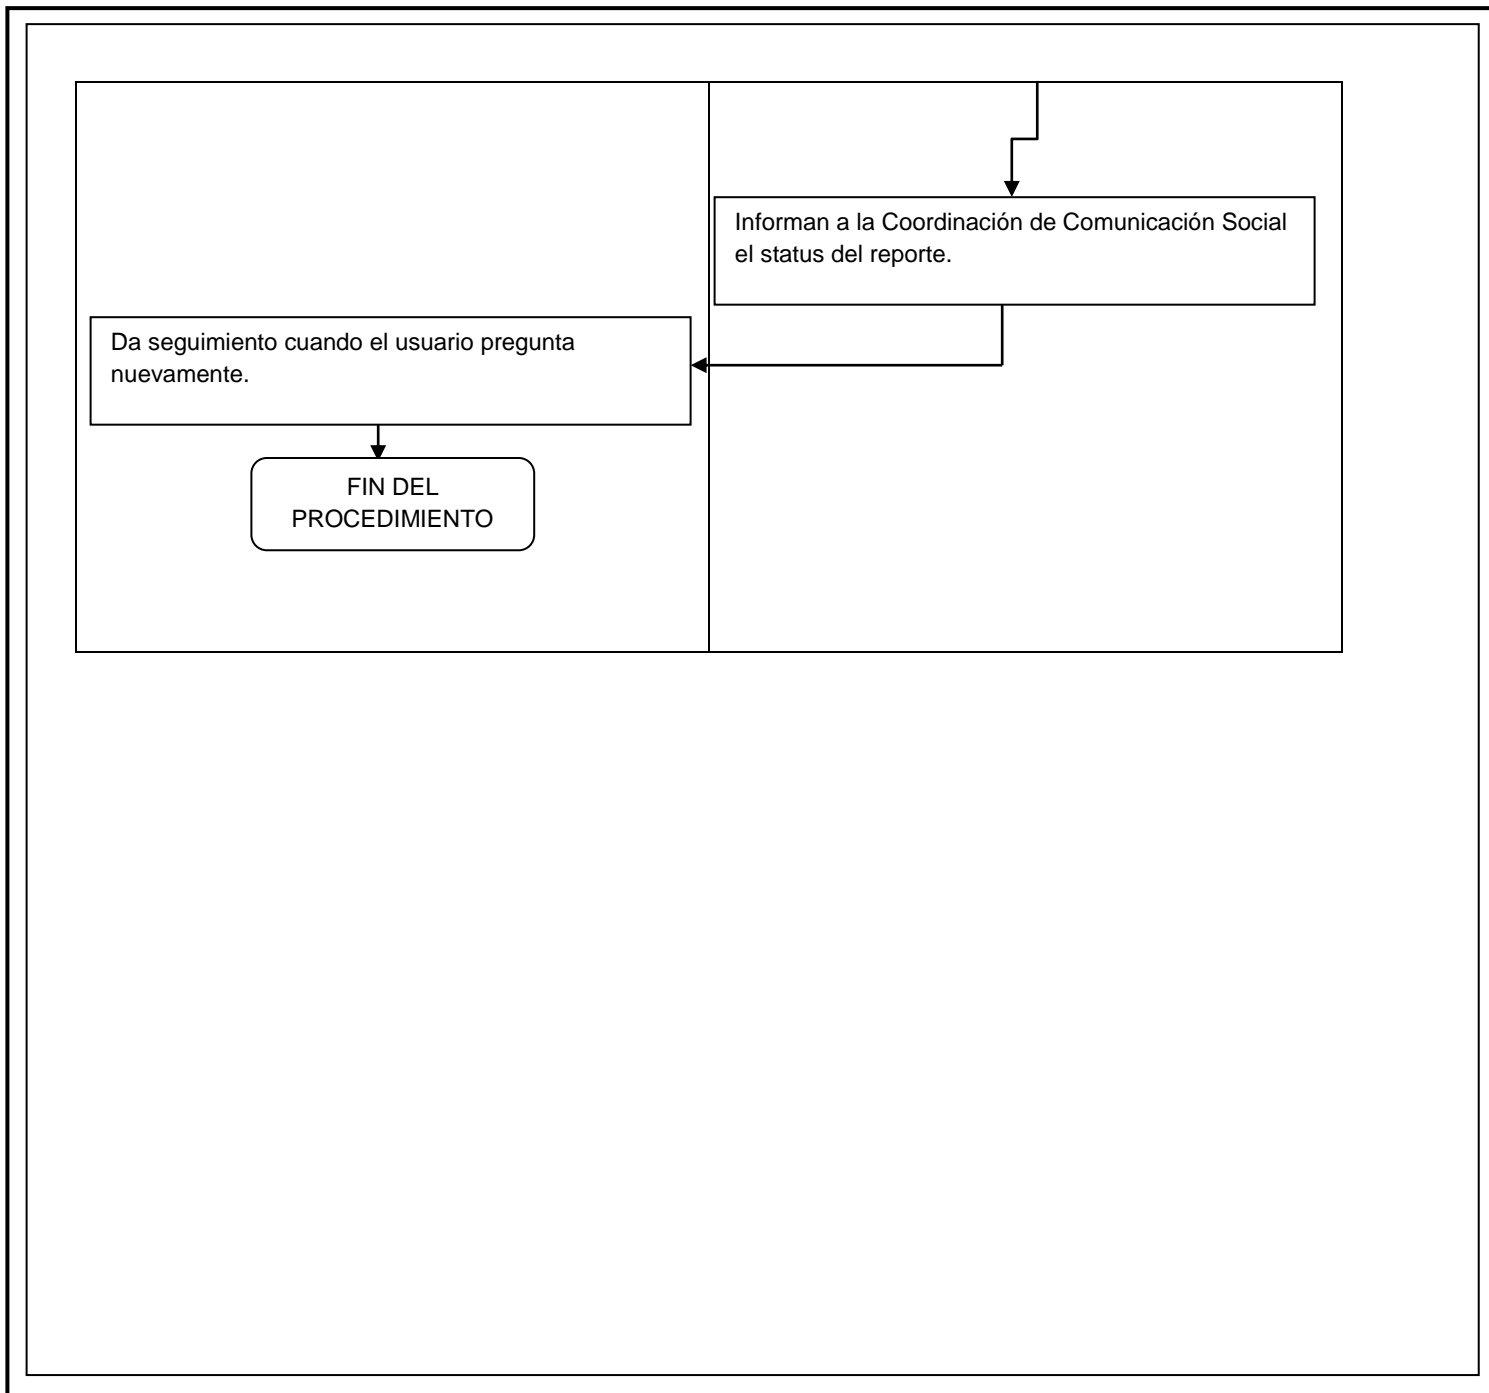 Informan a la Coordinación de Comunicación Social
el status del reporte.
Da seguimiento cuando el usuario pregunta
nuevamente.
FIN DEL
PROCEDIMIENTO